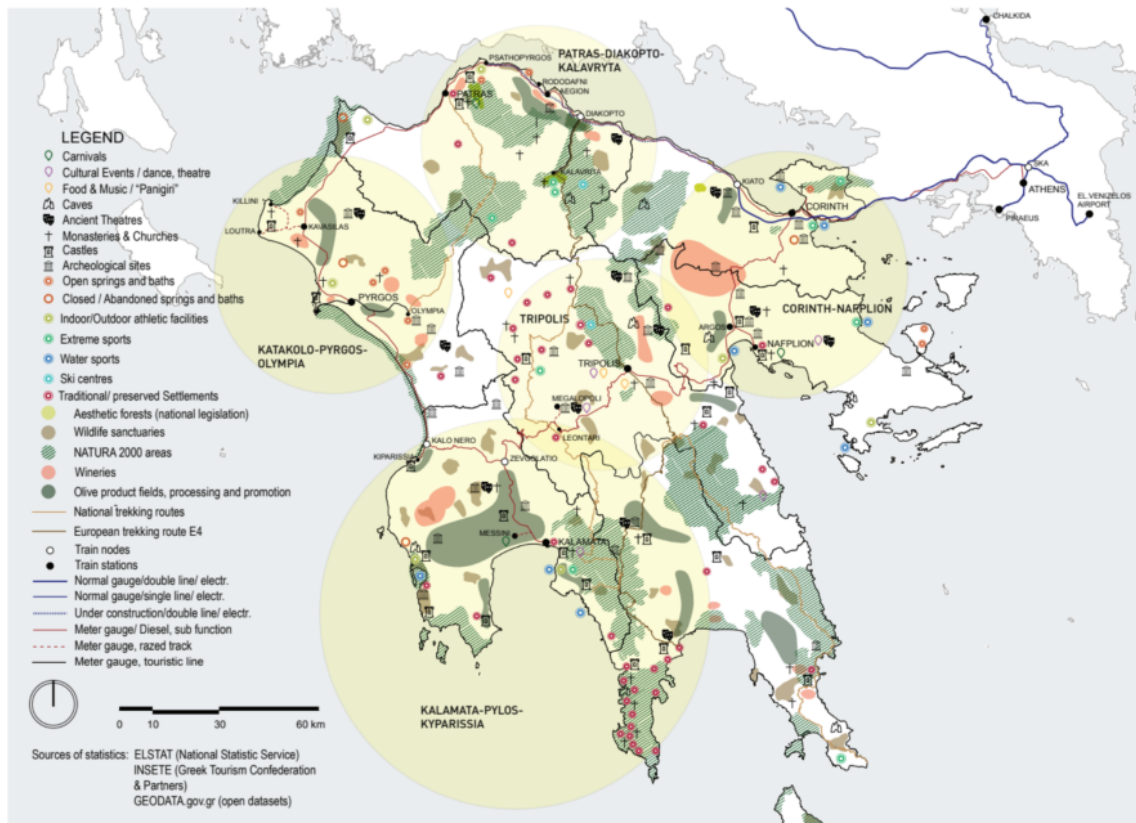 CHALKIDA
PATRAS-DIAKOPTO-
KALAVRYTA
PSATHOPYRGOS
RODODAFNI
AEGION
PATRAS
DIAKOPTO
KALAVRITA
KIATO
CORINTH
SKA
ATHENS
PIRAEUS
EL.VENIZELOS
AIRPORT
LEGEND
Carnivals
Cultural Events / dance, theatre
Food & Music / "Panigiri"
Caves
Ancient Theatres
Monasteries & Churches
Castles
Archeological sites
Open springs and baths
Closed / Abandoned springs and baths
Indoor/Outdoor athletic facilities
Extreme sports
Water sports
Ski centres
Traditional/ preserved Settlements
Aesthetic forests (national legislation)
Wildlife sanctuaries
NATURA 2000 areas
Wineries
Olive product fields, processing and promotion
National trekking routes
European trekking route E4
Train nodes
Train stations
Normal gauge/double line/ electr.
Normal gauge/single line/ electr.
Under construction/double line/ electr.
Meter gauge/ Diesel, sub function
Meter gauge, razed track
Meter gauge, touristic line
KILLINI
LOUTRA
KAVASILAS
PYRGOS
OLYMPIA
KATAKOLO-PYRGOS-
OLYMPIA
TRIPOLIS
TRIPOLIS
MEGALOPOLI
LEONTARI
CORINTH-NARPLION
ARGOS
NAFPLION
KALO NERO
KIPARISSIA
ZEVGOLATIO
MESSINI
KALAMATA
KALAMATA-PYLOS-
KYPARISSIA
0 10 30 60 km
Sources of statistics: ELSTAT (National Statistic Service)
INSETE (Greek Tourism Confederation
& Partners)
GEODATA.gov.gr (open datasets)